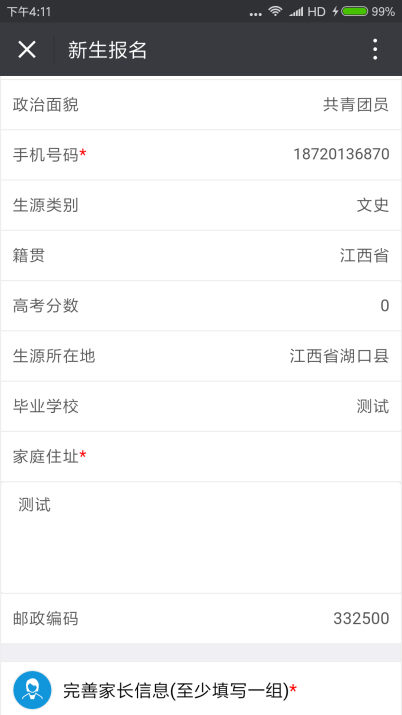 下午4:11 ... HD 99%
新生报名
政治面貌 共青团员
手机号码* 18720136870
生源类别 文史
籍贯 江西省
高考分数 0
生源所在地 江西省湖口县
毕业学校 测试
家庭住址*
测试
邮政编码 332500
完善家长信息(至少填写一组)*